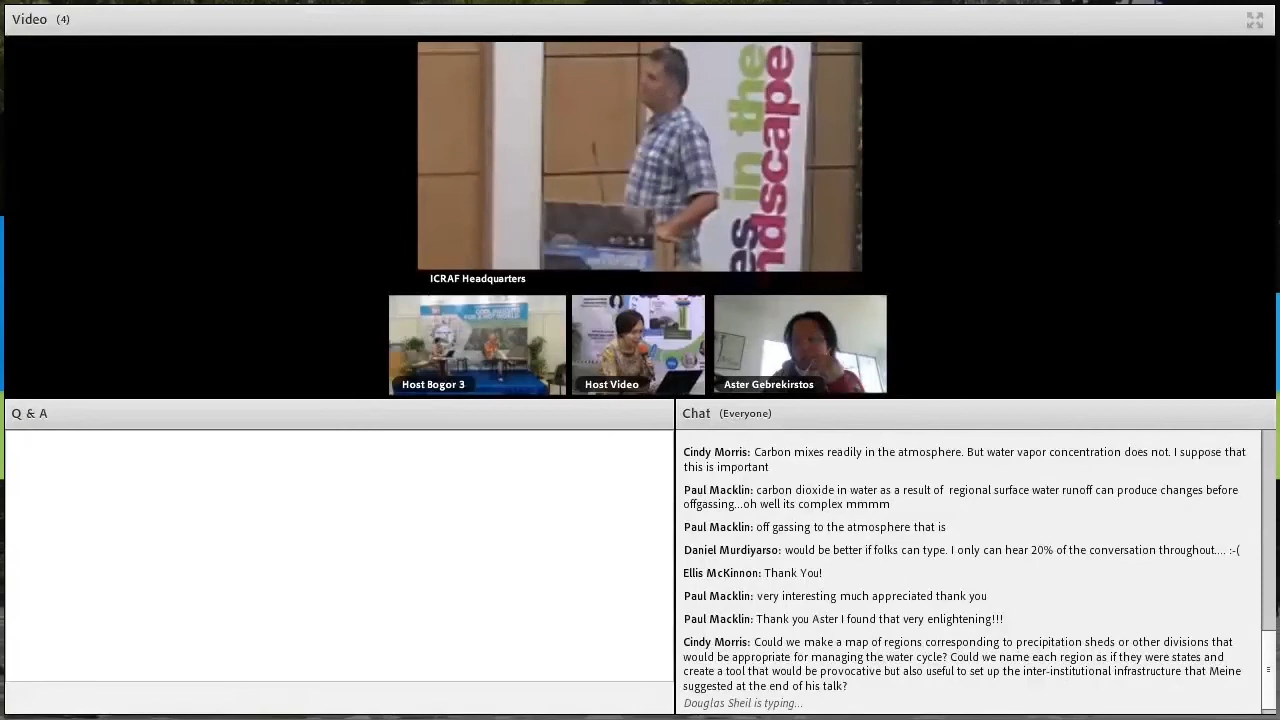 Video (4)
in the
es
ndscape
ICRAF Headquarters
Host Bogor 3
Host Video
Aster Gebrekirstos
Q & A
Chat (Everyone)
Cindy Morris: Carbon mixes readily in the atmosphere. But water vapor concentration does not. I suppose that
this is important
Paul Macklin: carbon dioxide in water as a result of regional surface water runoff can produce changes before
offgassing...oh well its complex mmmm
Paul Macklin: off gassing to the atmosphere that is
Daniel Murdiyarso: would be better if folks can type. I only can hear 20% of the conversation throughout.... :-(
Ellis McKinnon: Thank You!
Paul Macklin: very interesting much appreciated thank you
Paul Macklin: Thank you Aster I found that very enlightening!!!
Cindy Morris: Could we make a map of regions corresponding to precipitation sheds or other divisions that
would be appropriate for managing the water cycle? Could we name each region as if they were states and
create a tool that would be provocative but also useful to set up the inter-institutional infrastructure that Meine
suggested at the end of his talk?
Douglas Sheil is typing...